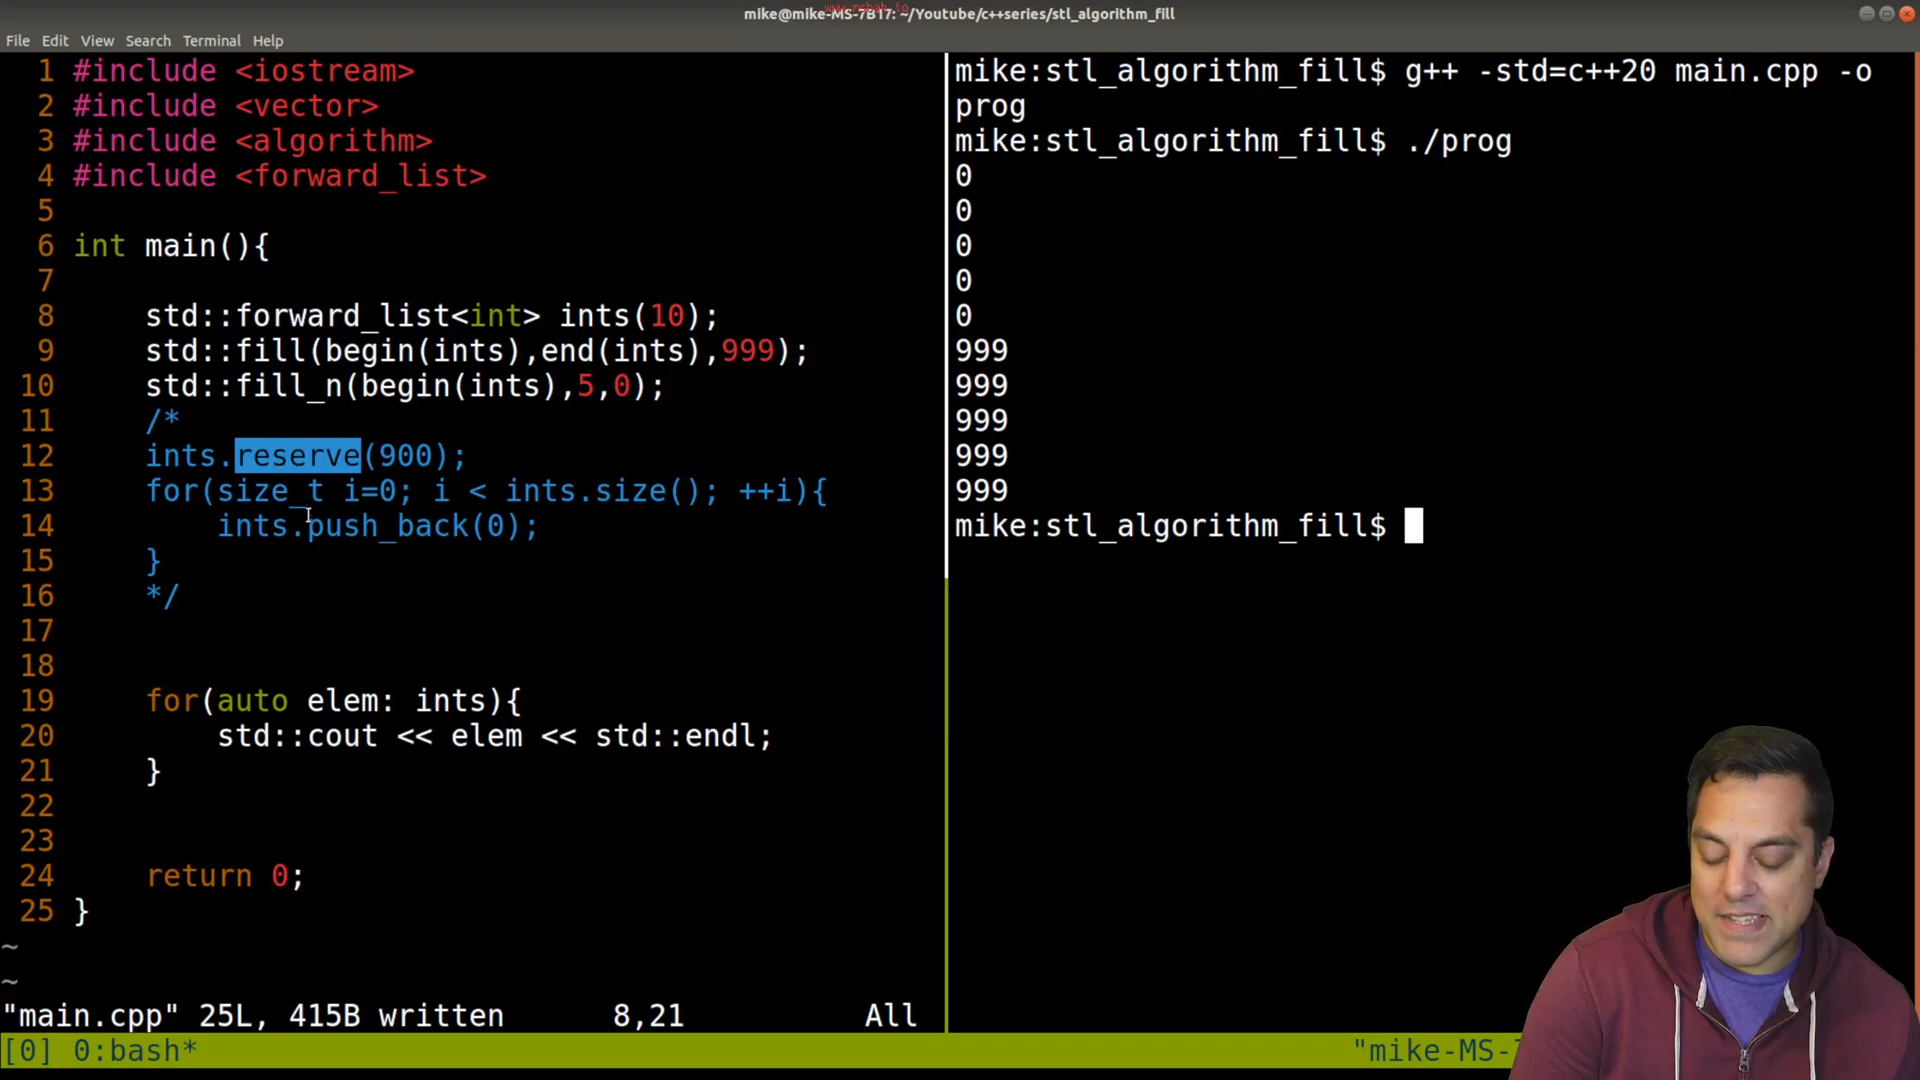 www.msbah.io
mike@mike-MS-7B17: ~/Youtube/c++series/stl_algorithm_fill
File Edit View Search Terminal Help
1 #include <iostream>
2 #include <vector>
3 #include <algorithm>
4 #include <forward_list>
5
6 int main(){
7
8 std::forward_list<int> ints(10);
9 std::fill(begin(ints),end(ints),999);
10 std::fill_n(begin(ints),5,0);
11 /*
12 ints.reserve(900);
13 for(size_t i=0; i < ints.size(); ++i){
14 ints.push_back(0);
15 }
16 */
17
18
19 for(auto elem: ints){
20 std::cout << elem << std::endl;
21 }
22
23
24 return 0;
25 }
~
~
"main.cpp" 25L, 415B written 8,21 All
mike:stl_algorithm_fill$ g++ -std=c++20 main.cpp -o
prog
mike:stl_algorithm_fill$ ./prog
0
0
0
0
0
999
999
999
999
999
mike:stl_algorithm_fill$
[0] 0:bash* "mike-MS-